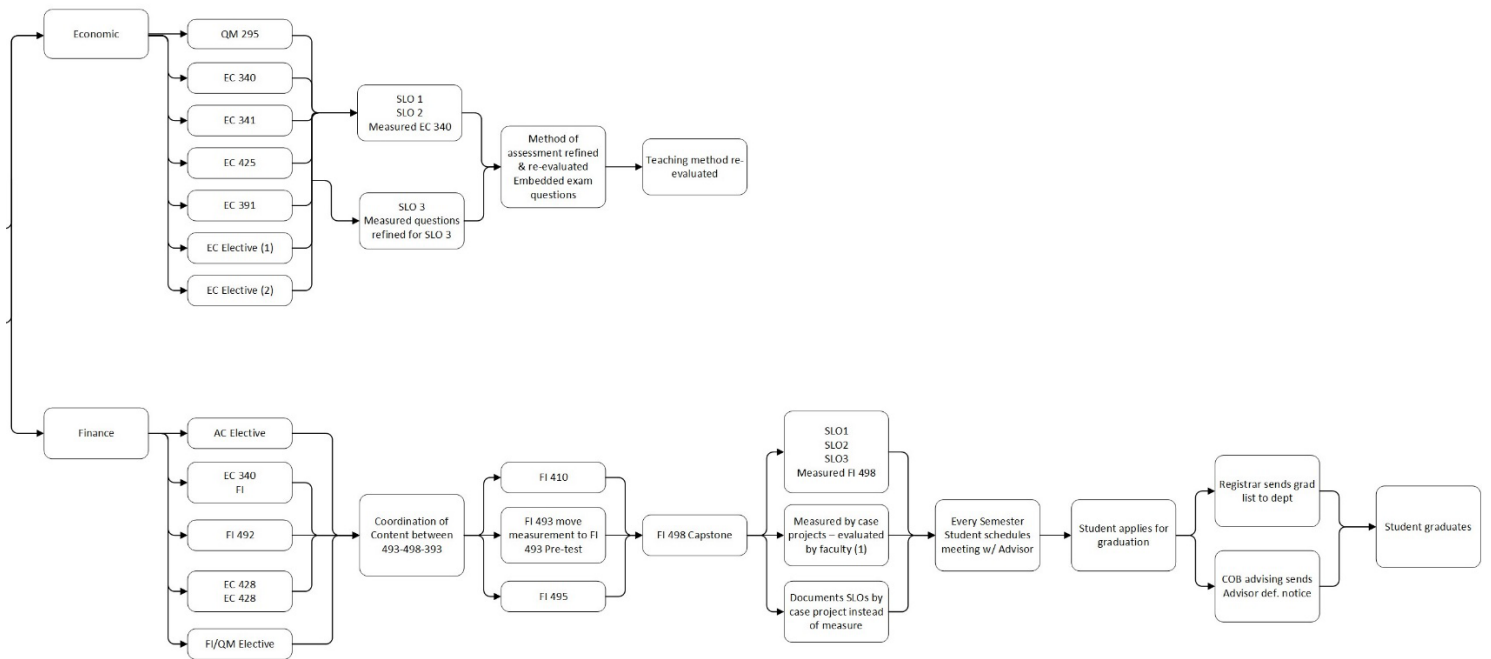 Economic
QM 295
EC 340
EC 341
EC 425
EC 391
EC Elective (1)
EC Elective (2)
SLO 1
SLO 2
Measured EC 340
SLO 3
Measured questions
refined for SLO 3
Method of
assessment refined
& re-evaluated
Embedded exam
questions
Teaching method re-
evaluated
Finance
AC Elective
EC 340
FI
FI 492
EC 428
EC 428
FI/QM Elective
Coordination of
Content between
493-498-393
FI 410
FI 493 move
measurement to FI
493 Pre-test
FI 495
FI 498 Capstone
SLO1
SLO2
SLO3
Measured FI 498
Measured by case
projects – evaluated
by faculty (1)
Documents SLOs by
case project instead
of measure
Every Semester
Student schedules
meeting w/ Advisor
Student applies for
graduation
Registrar sends grad
list to dept
COB advising sends
Advisor def. notice
Student graduates